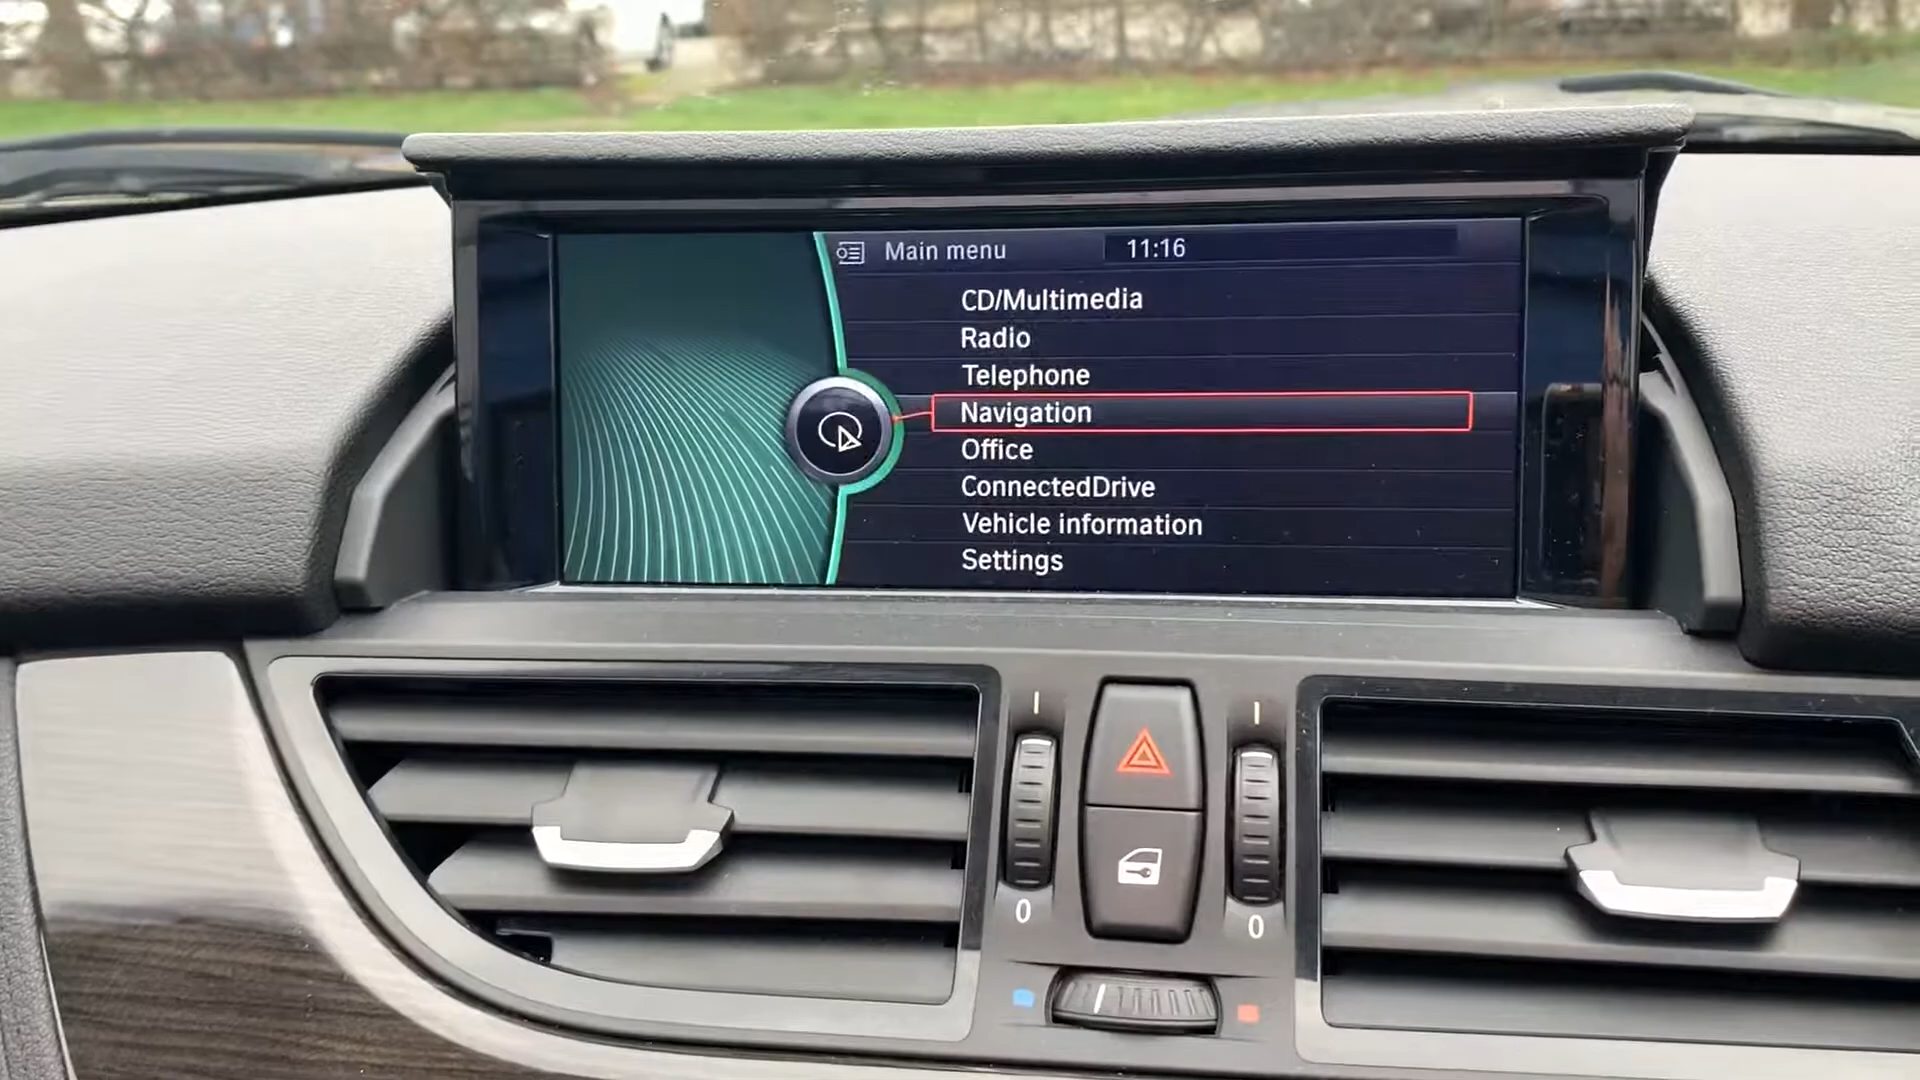 Main menu 11:16
CD/Multimedia
Radio
Telephone
Navigation
Office
ConnectedDrive
Vehicle information
Settings
I I
0 0